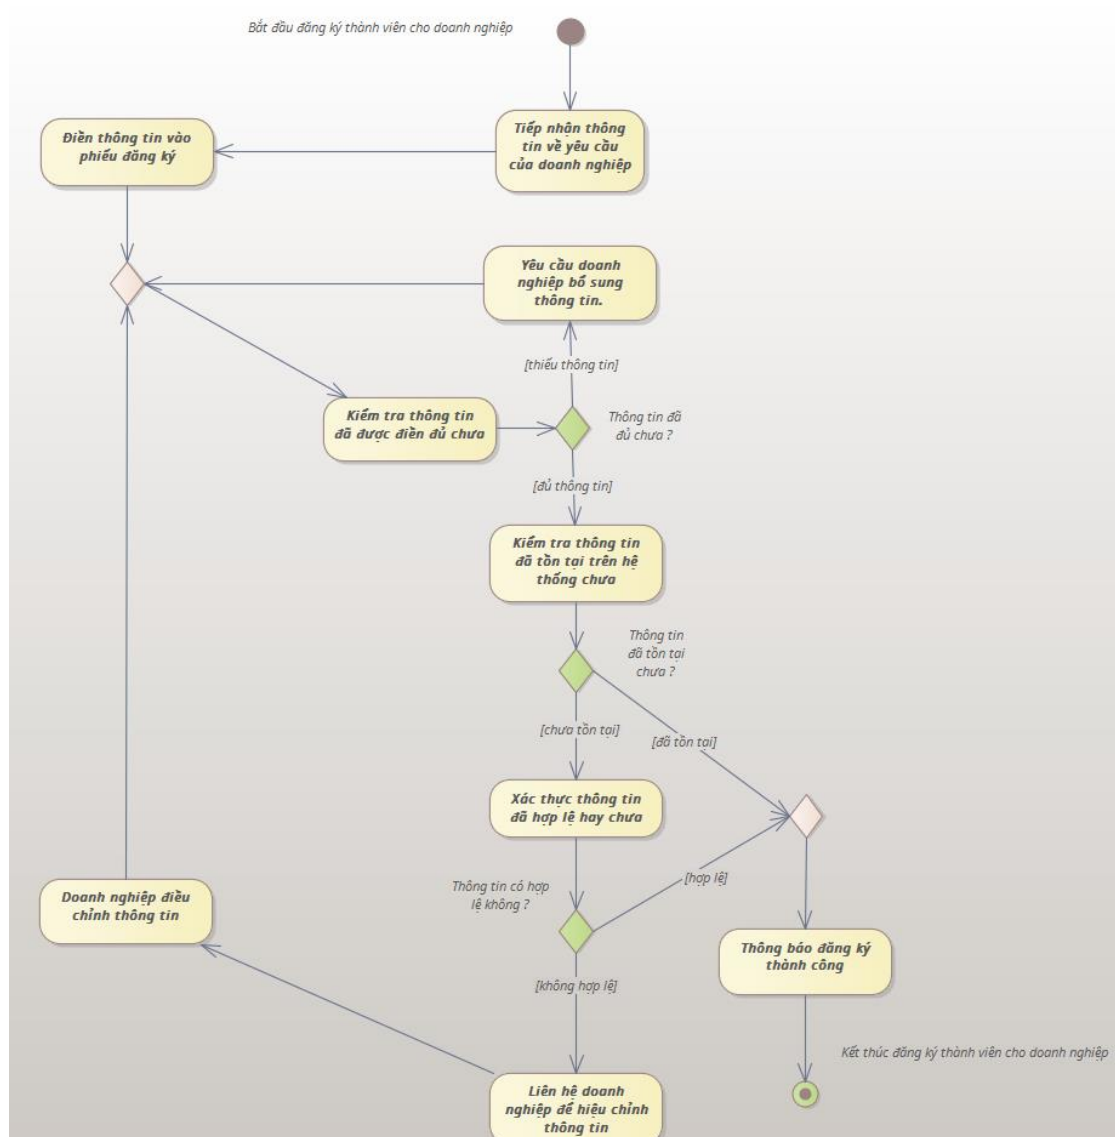 Bắt đầu đăng ký thành viên cho doanh nghiệp
Tiếp nhận thông
tin về yêu cầu
của doanh nghiệp
Điền thông tin vào
phiếu đăng ký
Yêu cầu doanh
nghiệp bổ sung
thông tin.
[thiếu thông tin]
Kiểm tra thông tin
đã được điền đủ chưa
Thông tin đã
đủ chưa ?
[đủ thông tin]
Kiểm tra thông tin
đã tồn tại trên hệ
thống chưa
Thông tin
đã tồn tại
chưa ?
[chưa tồn tại]
[đã tồn tại]
Xác thực thông tin
đã hợp lệ hay chưa
Thông tin có hợp
lệ không ?
[hợp lệ]
Doanh nghiệp điều
chỉnh thông tin
Thông báo đăng ký
thành công
[không hợp lệ]
Kết thúc đăng ký thành viên cho doanh nghiệp
Liên hệ doanh
nghiệp để hiệu chỉnh
thông tin